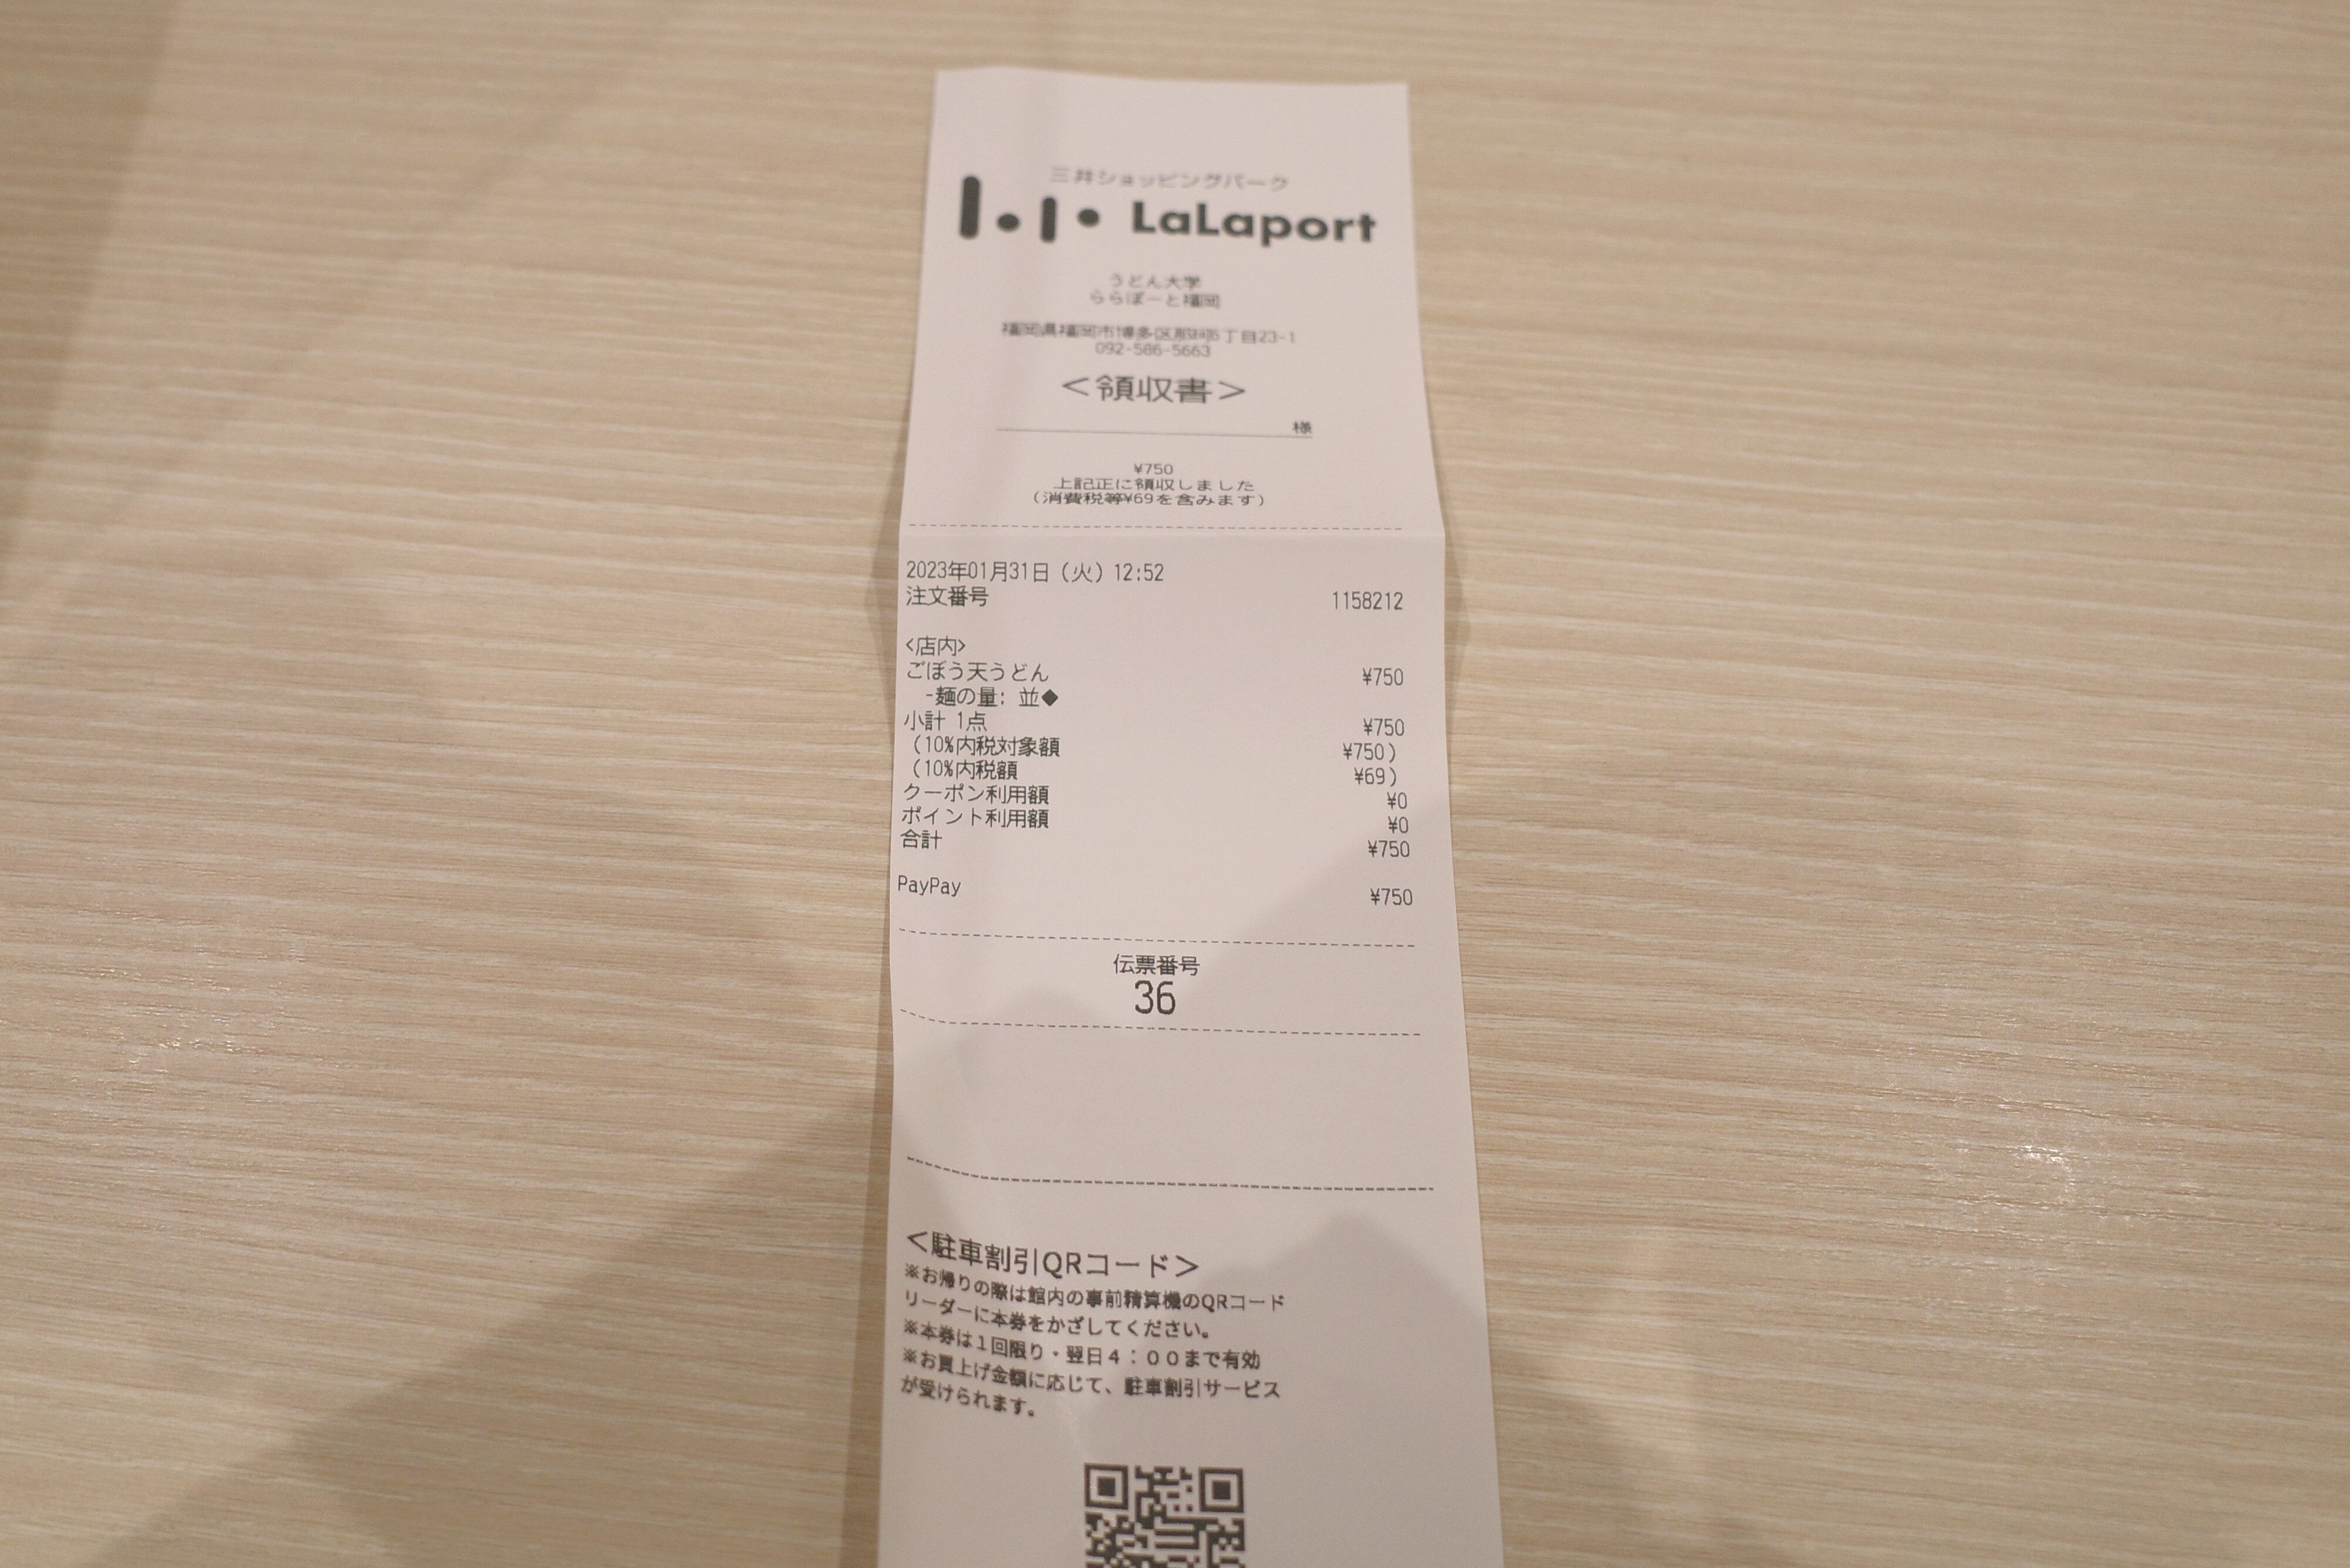 三井ショッピングパーク
LaLaport
うどん大学
ららぽーと福岡
福岡県福岡市博多区那珂6丁目23-1
092-586-5663
<領収書>
様
¥750
上記正に領収しました
(消費税等¥69を含みます)
2023年01月31日(火) 12:52
注文番号 1158212
<店内>
ごぼう天うどん ¥750
-麺の量: 並◆
小計 1点 ¥750
(10%内税対象額 ¥750)
(10%内税額 ¥69)
クーポン利用額 ¥0
ポイント利用額 ¥0
合計 ¥750
PayPay ¥750
伝票番号
36
<駐車割引QRコード>
※お帰りの際は館内の事前精算機のQRコード
リーダーに本券をかざしてください。
※本券は１回限り・翌日４：００まで有効
※お買上げ金額に応じて、駐車割引サービス
が受けられます。